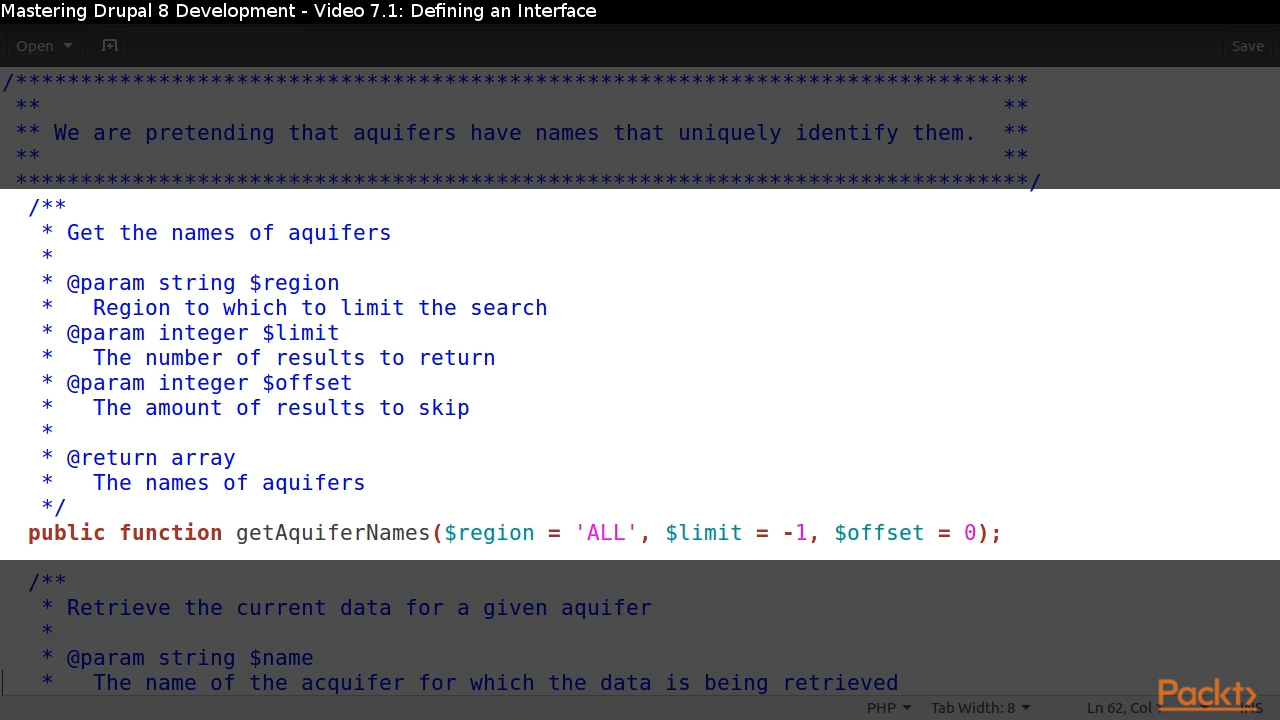 Mastering Drupal 8 Development - Video 7.1: Defining an Interface
Open Save
/******************************************************************************
** **
** We are pretending that aquifers have names that uniquely identify them. **
** **
******************************************************************************/
/**
* Get the names of aquifers
*
* @param string $region
* Region to which to limit the search
* @param integer $limit
* The number of results to return
* @param integer $offset
* The amount of results to skip
*
* @return array
* The names of aquifers
*/
public function getAquiferNames($region = 'ALL', $limit = -1, $offset = 0);
/**
* Retrieve the current data for a given aquifer
*
* @param string $name
* The name of the acquifer for which the data is being retrieved
PHP Tab Width: 8 Ln 62, Col INS
Packt>